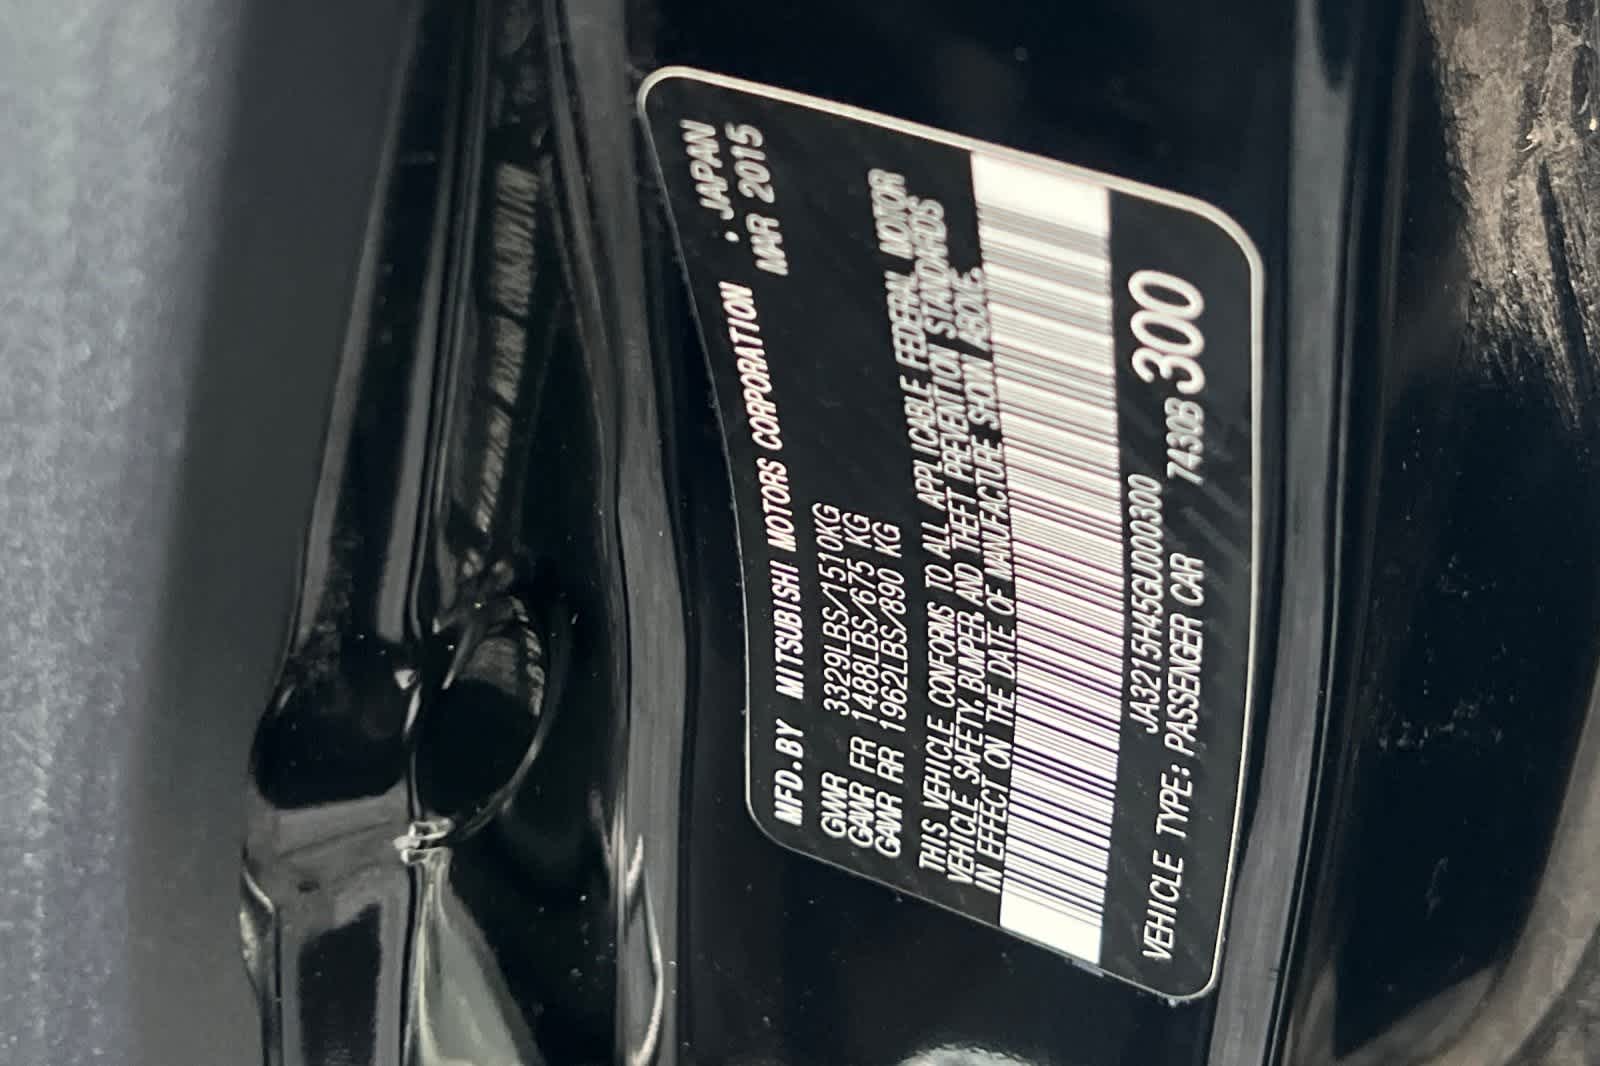 MFD.BY MITSUBISHI MOTORS CORPORATION . JAPAN
MAR 2015
GVWR 3329LBS/1510KG
GAWR FR 1488LBS/675 KG
GAWR RR 1962LBS/890 KG
THIS VEHICLE CONFORMS TO ALL APPLICABLE FEDERAL MOTOR
VEHICLE SAFETY, BUMPER, AND THEFT PREVENTION STANDARDS
IN EFFECT ON THE DATE OF MANUFACTURE SHOWN ABOVE.
JA3215H45GU000300
VEHICLE TYPE: PASSENGER CAR 7430B 300